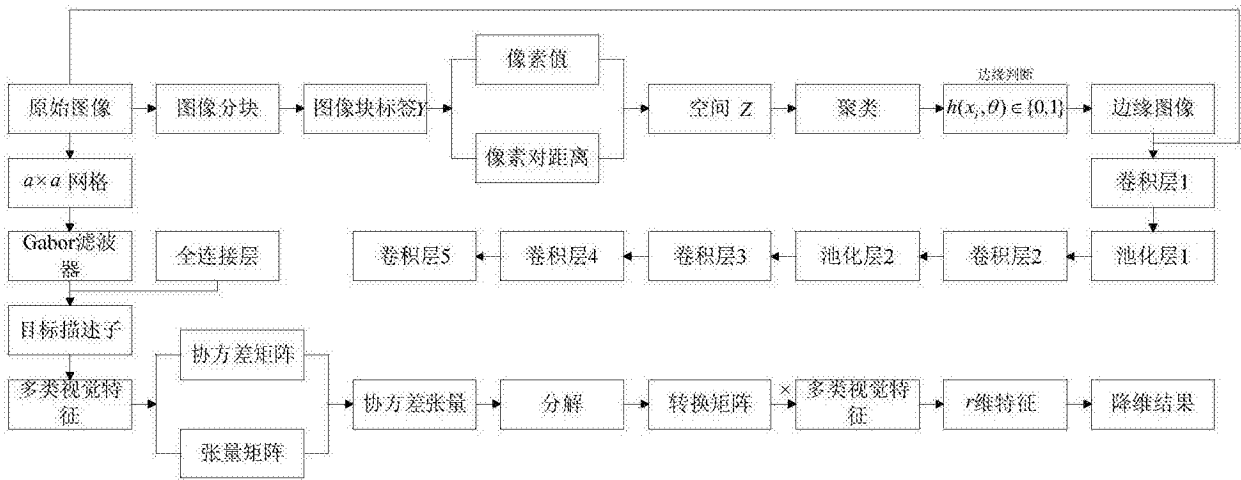 像素值
边缘判断
原始图像
图像分块
图像块标签Y
空间 Z
聚类
h(xᵢ,θ)∈{0,1}
边缘图像
像素对距离
a×a 网格
卷积层1
Gabor滤波
器
全连接层
卷积层5
卷积层4
卷积层3
池化层2
卷积层2
池化层1
目标描述子
协方差矩阵
多类视觉特
征
协方差张量
分解
转换矩阵
×
多类视觉特
征
r维特征
降维结果
张量矩阵